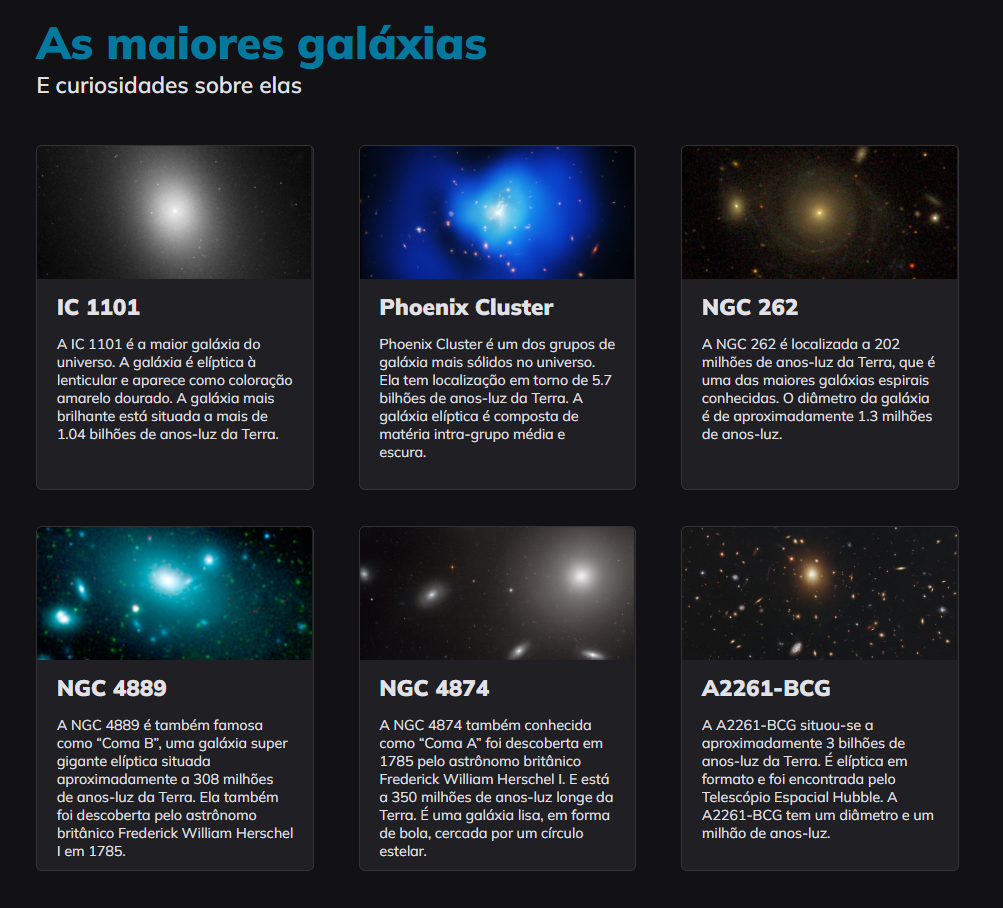 As maiores galáxias
E curiosidades sobre elas
IC 1101
A IC 1101 é a maior galáxia do
universo. A galáxia é elíptica à
lenticular e aparece como coloração
amarelo dourado. A galáxia mais
brilhante está situada a mais de
1.04 bilhões de anos-luz da Terra.
Phoenix Cluster
Phoenix Cluster é um dos grupos de
galáxia mais sólidos no universo.
Ela tem localização em torno de 5.7
bilhões de anos-luz da Terra. A
galáxia elíptica é composta de
matéria intra-grupo média e
escura.
NGC 262
A NGC 262 é localizada a 202
milhões de anos-luz da Terra, que é
uma das maiores galáxias espirais
conhecidas. O diâmetro da galáxia
é de aproximadamente 1.3 milhões
de anos-luz.
NGC 4889
A NGC 4889 é também famosa
como “Coma B”, uma galáxia super
gigante elíptica situada
aproximadamente a 308 milhões
de anos-luz da Terra. Ela também
foi descoberta pelo astrônomo
britânico Frederick William Herschel
I em 1785.
NGC 4874
A NGC 4874 também conhecida
como “Coma A” foi descoberta em
1785 pelo astrônomo britânico
Frederick William Herschel I. E está
a 350 milhões de anos-luz longe da
Terra. É uma galáxia lisa, em forma
de bola, cercada por um círculo
estelar.
A2261-BCG
A A2261-BCG situou-se a
aproximadamente 3 bilhões de
anos-luz da Terra. É elíptica em
formato e foi encontrada pelo
Telescópio Espacial Hubble. A
A2261-BCG tem um diâmetro e um
milhão de anos-luz.